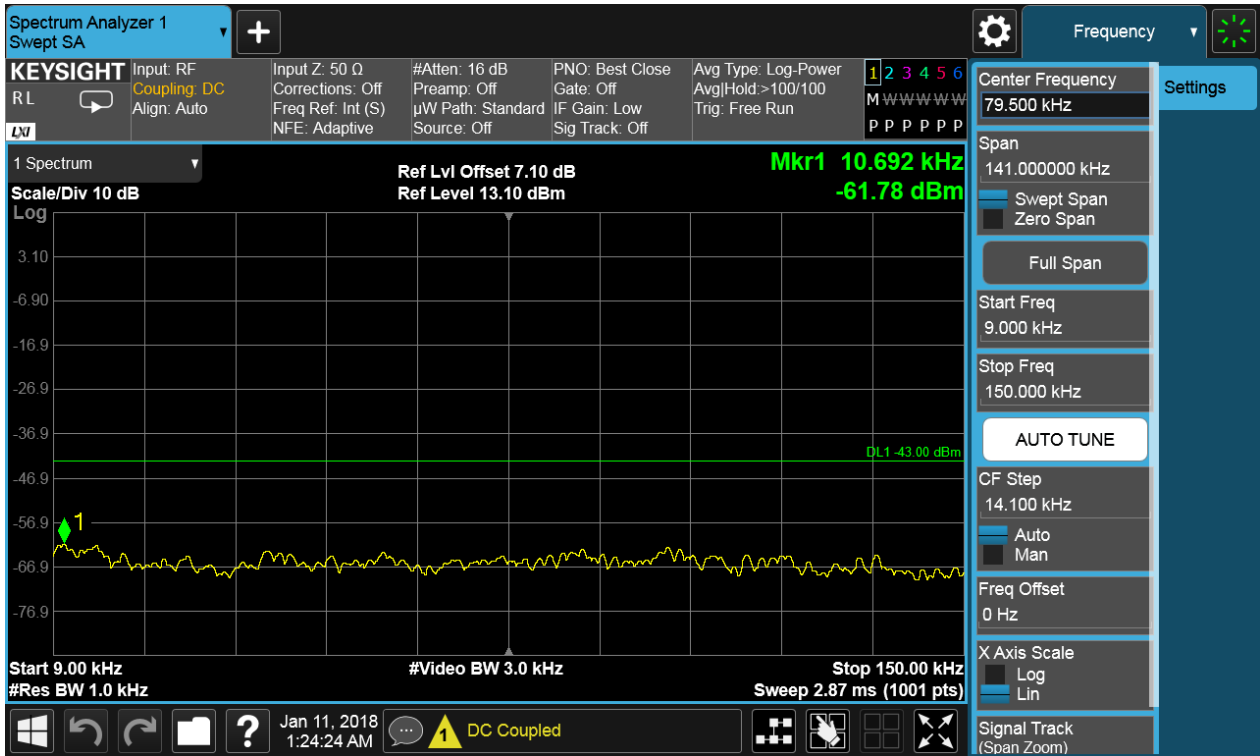 Spectrum Analyzer 1
Swept SA
+
Frequency
KEYSIGHT
RL
LXI
Input: RF
Coupling: DC
Align: Auto
Input Z: 50 Ω
Corrections: Off
Freq Ref: Int (S)
NFE: Adaptive
#Atten: 16 dB
Preamp: Off
µW Path: Standard
Source: Off
PNO: Best Close
Gate: Off
IF Gain: Low
Sig Track: Off
Avg Type: Log-Power
Avg|Hold:>100/100
Trig: Free Run
1 2 3 4 5 6
M W W W W W
P P P P P P
1 Spectrum
Scale/Div 10 dB
Log
Ref Lvl Offset 7.10 dB
Ref Level 13.10 dBm
Mkr1 10.692 kHz
-61.78 dBm
3.10
-6.90
-16.9
-26.9
-36.9
DL1 -43.00 dBm
-46.9
-56.9
1
-66.9
-76.9
Start 9.00 kHz
#Res BW 1.0 kHz
#Video BW 3.0 kHz
Stop 150.00 kHz
Sweep 2.87 ms (1001 pts)
Center Frequency
79.500 kHz
Span
141.000000 kHz
Swept Span
Zero Span
Full Span
Start Freq
9.000 kHz
Stop Freq
150.000 kHz
AUTO TUNE
CF Step
14.100 kHz
Auto
Man
Freq Offset
0 Hz
X Axis Scale
Log
Lin
Signal Track
(Span Zoom)
Settings
?
Jan 11, 2018
1:24:24 AM
1
DC Coupled